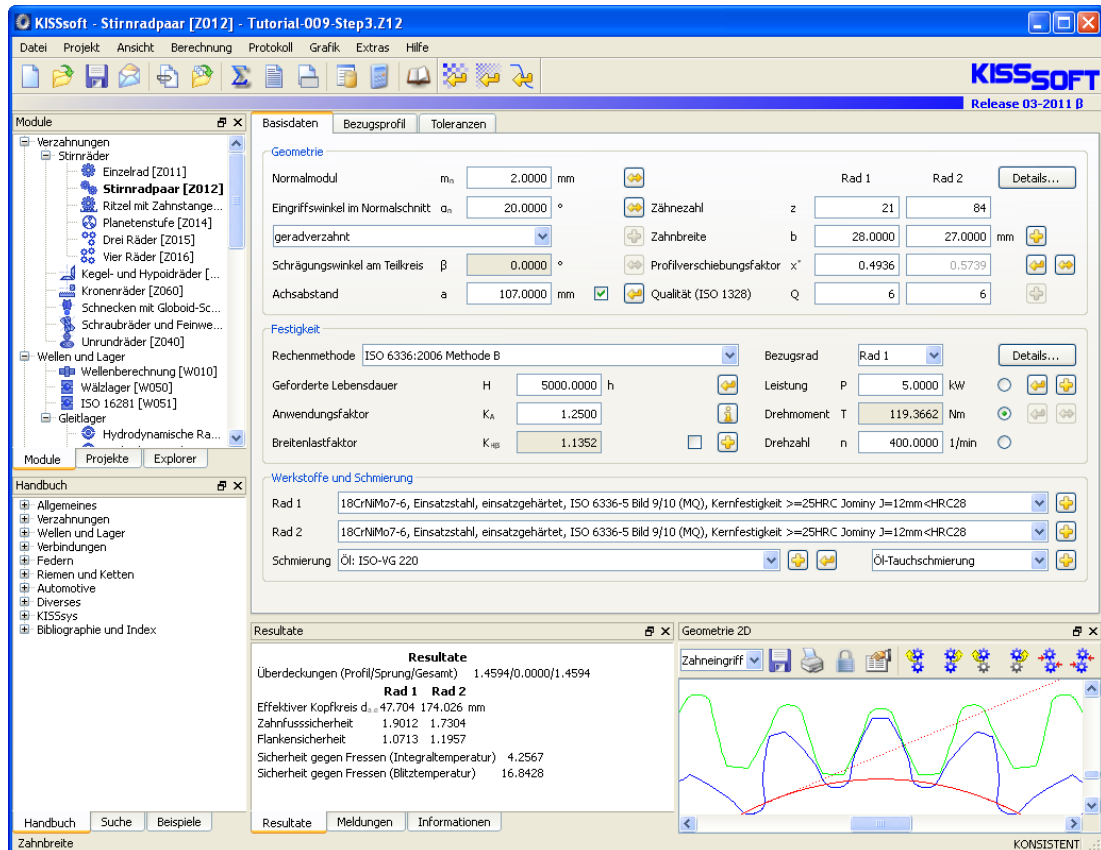 KISSsoft - Stirnradpaar [Z012] - Tutorial-009-Step3.Z12
Datei Projekt Ansicht Berechnung Protokoll Grafik Extras Hilfe
KISSsOFT
Release 03-2011 β
Module
Verzahnungen
Stirnräder
Einzelrad [Z011]
Stirnradpaar [Z012]
Ritzel mit Zahnstange...
Planetenstufe [Z014]
Drei Räder [Z015]
Vier Räder [Z016]
Kegel- und Hypoidräder [...
Kronenräder [Z060]
Schnecken mit Globoid-Sc...
Schraubräder und Feinwe...
Unrundräder [Z040]
Wellen und Lager
Wellenberechnung [W010]
Wälzlager [W050]
ISO 16281 [W051]
Gleitlager
Hydrodynamische Ra...
Module Projekte Explorer
Handbuch
Allgemeines
Verzahnungen
Wellen und Lager
Verbindungen
Federn
Riemen und Ketten
Automotive
Diverses
KISSsys
Bibliographie und Index
Handbuch Suche Beispiele
Basisdaten Bezugsprofil Toleranzen
Geometrie
Normalmodul mₙ 2.0000 mm Rad 1 Rad 2 Details...
Eingriffswinkel im Normalschnitt αₙ 20.0000 ° Zähnezahl z 21 84
geradverzahnt Zahnbreite b 28.0000 27.0000 mm
Schrägungswinkel am Teilkreis β 0.0000 ° Profilverschiebungsfaktor x* 0.4936 0.5739
Achsabstand a 107.0000 mm Qualität (ISO 1328) Q 6 6
Festigkeit
Rechenmethode ISO 6336:2006 Methode B Bezugsrad Rad 1 Details...
Geforderte Lebensdauer H 5000.0000 h Leistung P 5.0000 kW
Anwendungsfaktor K_A 1.2500 Drehmoment T 119.3662 Nm
Breitenlastfaktor K_Hβ 1.1352 Drehzahl n 400.0000 1/min
Werkstoffe und Schmierung
Rad 1 18CrNiMo7-6, Einsatzstahl, einsatzgehärtet, ISO 6336-5 Bild 9/10 (MQ), Kernfestigkeit >=25HRC Jominy J=12mm<HRC28
Rad 2 18CrNiMo7-6, Einsatzstahl, einsatzgehärtet, ISO 6336-5 Bild 9/10 (MQ), Kernfestigkeit >=25HRC Jominy J=12mm<HRC28
Schmierung Öl: ISO-VG 220 Öl-Tauchschmierung
Resultate
Resultate
Überdeckungen (Profil/Sprung/Gesamt) 1.4594/0.0000/1.4594
Rad 1 Rad 2
Effektiver Kopfkreis 47.704 174.026 mm
Zahnfusssicherheit 1.9012 1.7304
Flankensicherheit 1.0713 1.1957
Sicherheit gegen Fressen (Integraltemperatur) 4.2567
Sicherheit gegen Fressen (Blitztemperatur) 16.8428
Resultate Meldungen Informationen
Geometrie 2D
Zahneingriff
Zahnbreite
KONSISTENT